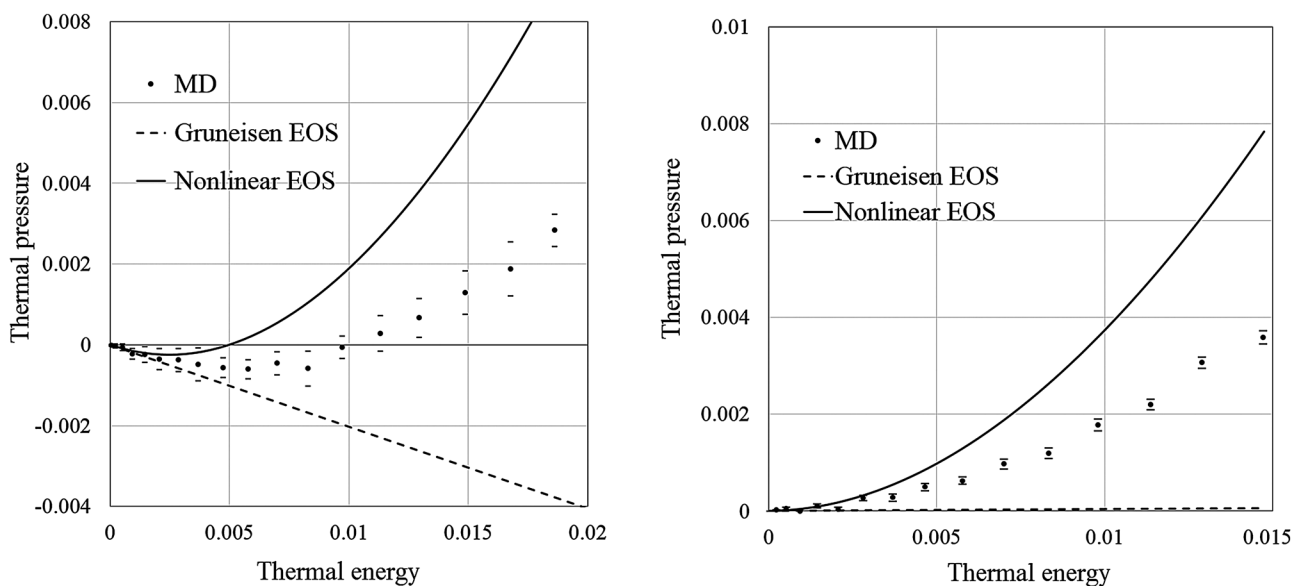 0.008
0.006
0.004
0.002
0
-0.002
-0.004
Thermal pressure
MD
Gruneisen EOS
Nonlinear EOS
0
0.005
0.01
0.015
0.02
Thermal energy
0.01
0.008
0.006
0.004
0.002
0
Thermal pressure
MD
Gruneisen EOS
Nonlinear EOS
0
0.005
0.01
0.015
Thermal energy